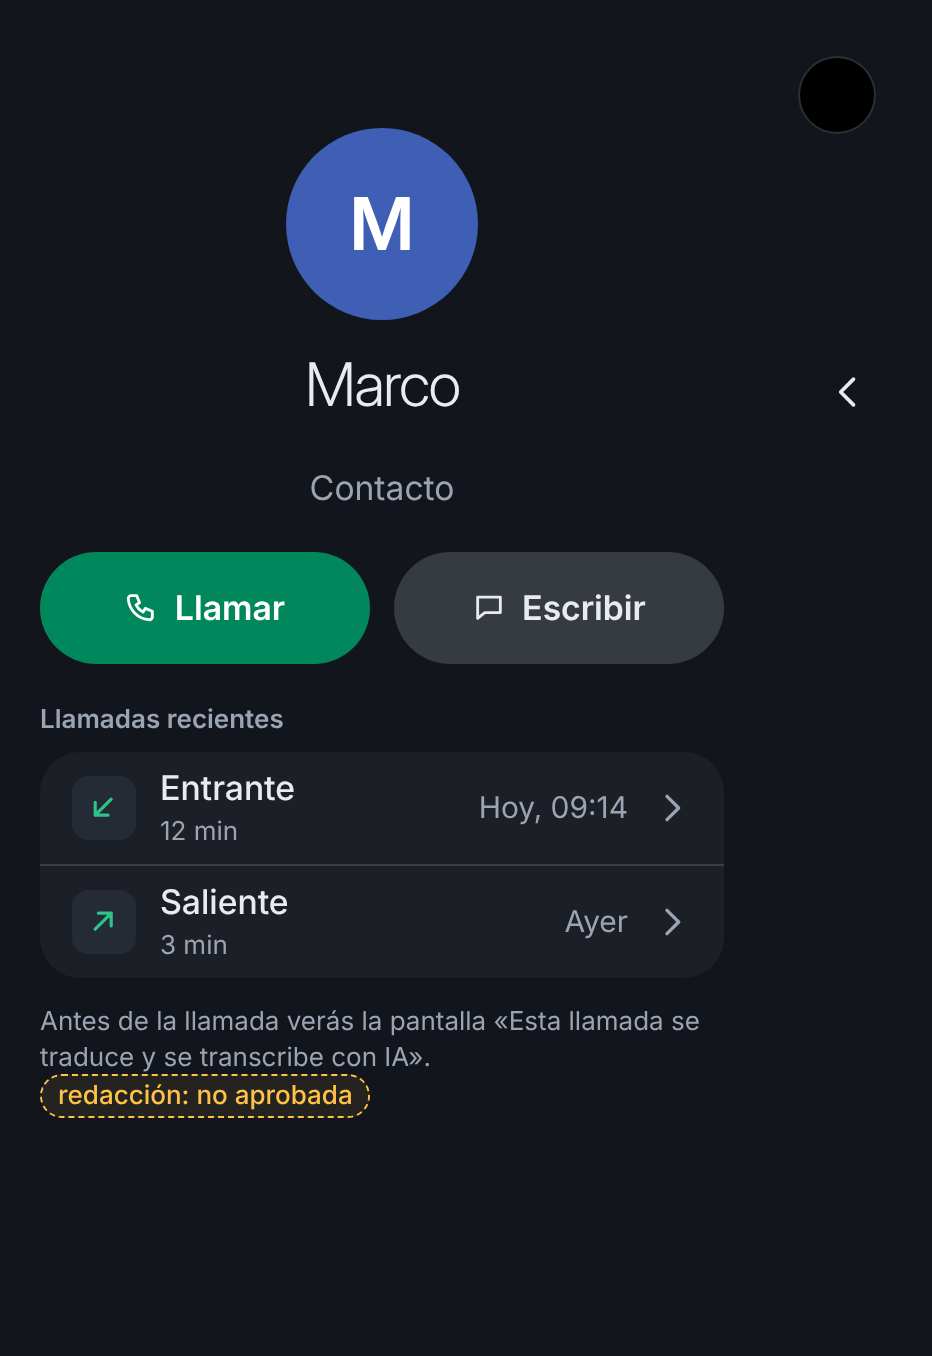 M
Marco
Contacto
Llamar
Escribir
Llamadas recientes
Entrante
12 min
Hoy, 09:14
Saliente
3 min
Ayer
Antes de la llamada verás la pantalla «Esta llamada se
traduce y se transcribe con IA».
redacción: no aprobada